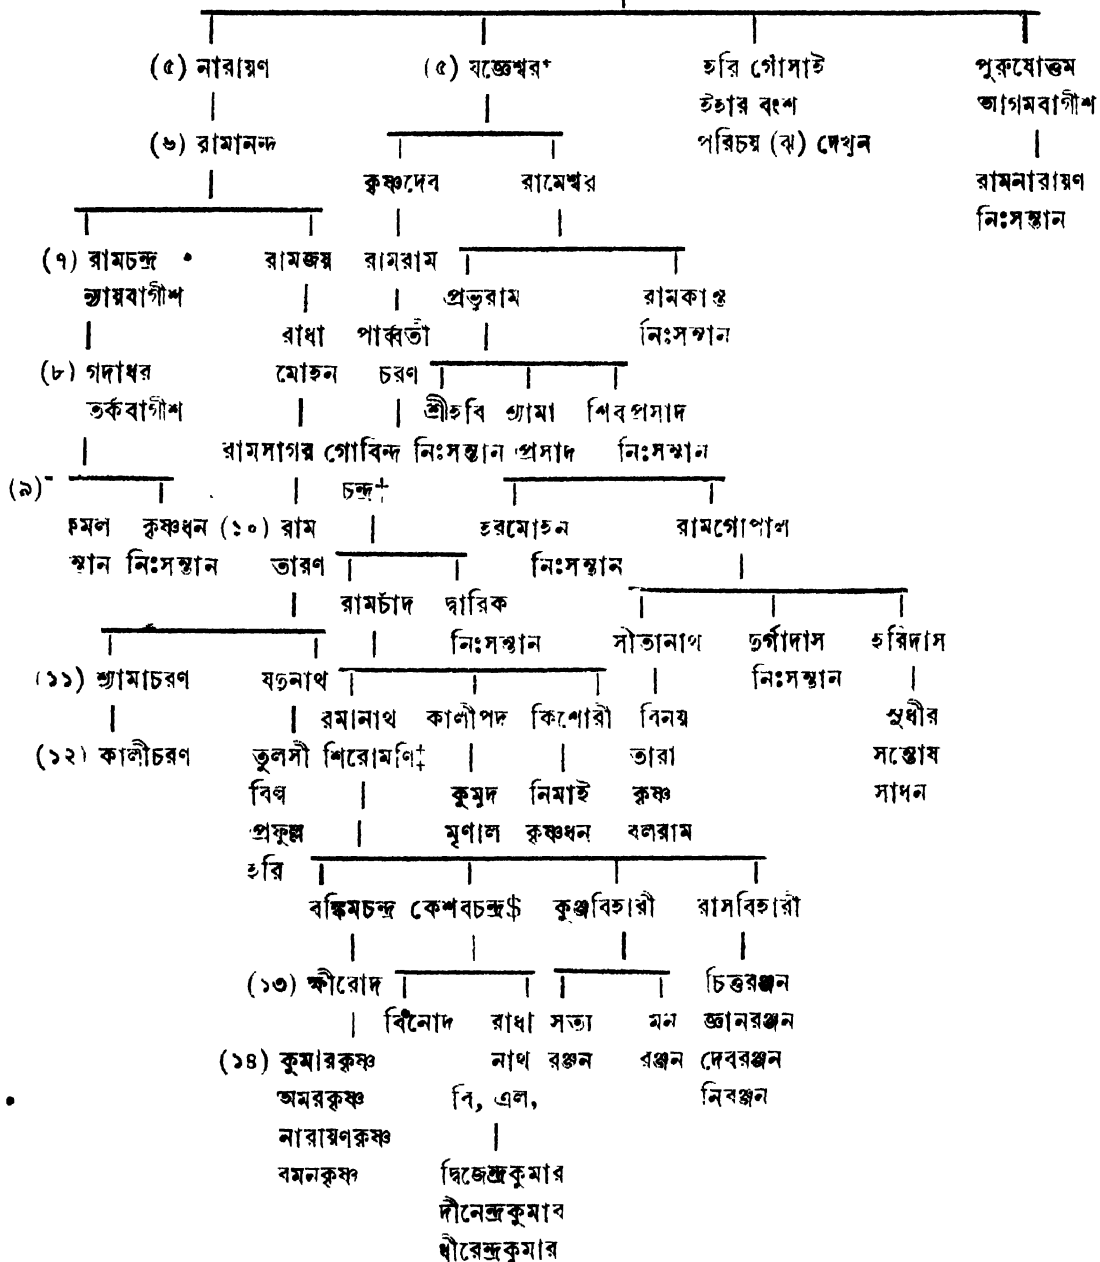 (৫) নারায়ণ (৫) যজ্ঞেশ্বর+ হরি গোঁসাই পুরুষোত্তম
ইহার বংশ আগমবাগীশ
(৬) রামানন্দ পরিচয় (ঝ) দেখুন
কৃষ্ণদেব রামেশ্বর রামনারায়ণ
নিঃসন্তান
(৭) রামচন্দ্র রামজয় রামরাম
ন্যায়বাগীশ প্রভুরাম রামকান্ত
রাধা পার্ব্বতী নিঃসন্তান
(৮) গদাধর মোহন চরণ
তর্কবাগীশ শ্রীহরি শ্যামা শিবপ্রসাদ
রামসাগর গোবিন্দ নিঃসন্তান প্রসাদ নিঃসন্তান
(৯) চন্দ্র†
কমল কৃষ্ণধন (১০) রাম হরমোহন রামগোপাল
ন্তান নিঃসন্তান তারণ নিঃসন্তান
রামচাঁদ দ্বারিক
নিঃসন্তান সীতানাথ দুর্গাদাস হরিদাস
(১১) শ্যামাচরণ যদুনাথ নিঃসন্তান
রমানাথ কালীপদ কিশোরী বিনয় সুধীর
(১২) কালীচরণ তুলসী শিরোমণি‡ তারা সন্তোষ
বিল্ব কুমুদ নিমাই কৃষ্ণ সাধন
প্রফুল্ল মৃণাল কৃষ্ণধন বলরাম
হরি
বঙ্কিমচন্দ্র কেশবচন্দ্র$ কুঞ্জবিহারী রাসবিহারী
(১৩) ক্ষীরোদ চিত্তরঞ্জন
বিনোদ রাধা সত্য মন জ্ঞানরঞ্জন
(১৪) কুমারকৃষ্ণ নাথ রঞ্জন রঞ্জন দেবরঞ্জন
অমরকৃষ্ণ বি, এল, নিবঞ্জন
নারায়ণকৃষ্ণ
বমনকৃষ্ণ দ্বিজেন্দ্রকুমার
দীনেন্দ্রকুমাব
ধীরেন্দ্রকুমার